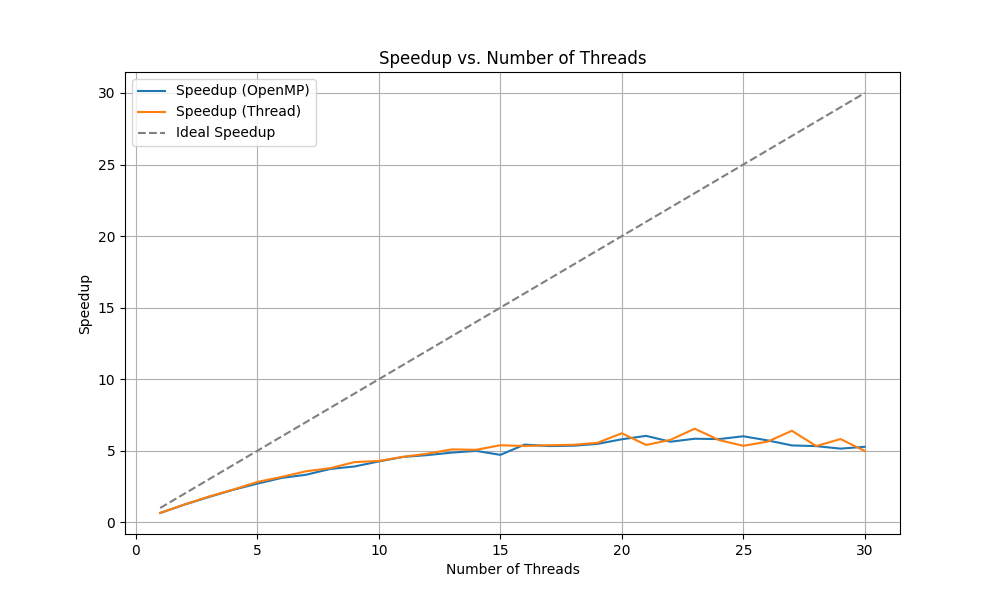 Speedup vs. Number of Threads
Speedup (OpenMP)
Speedup (Thread)
Ideal Speedup
Speedup
30
25
20
15
10
5
0
0 5 10 15 20 25 30
Number of Threads